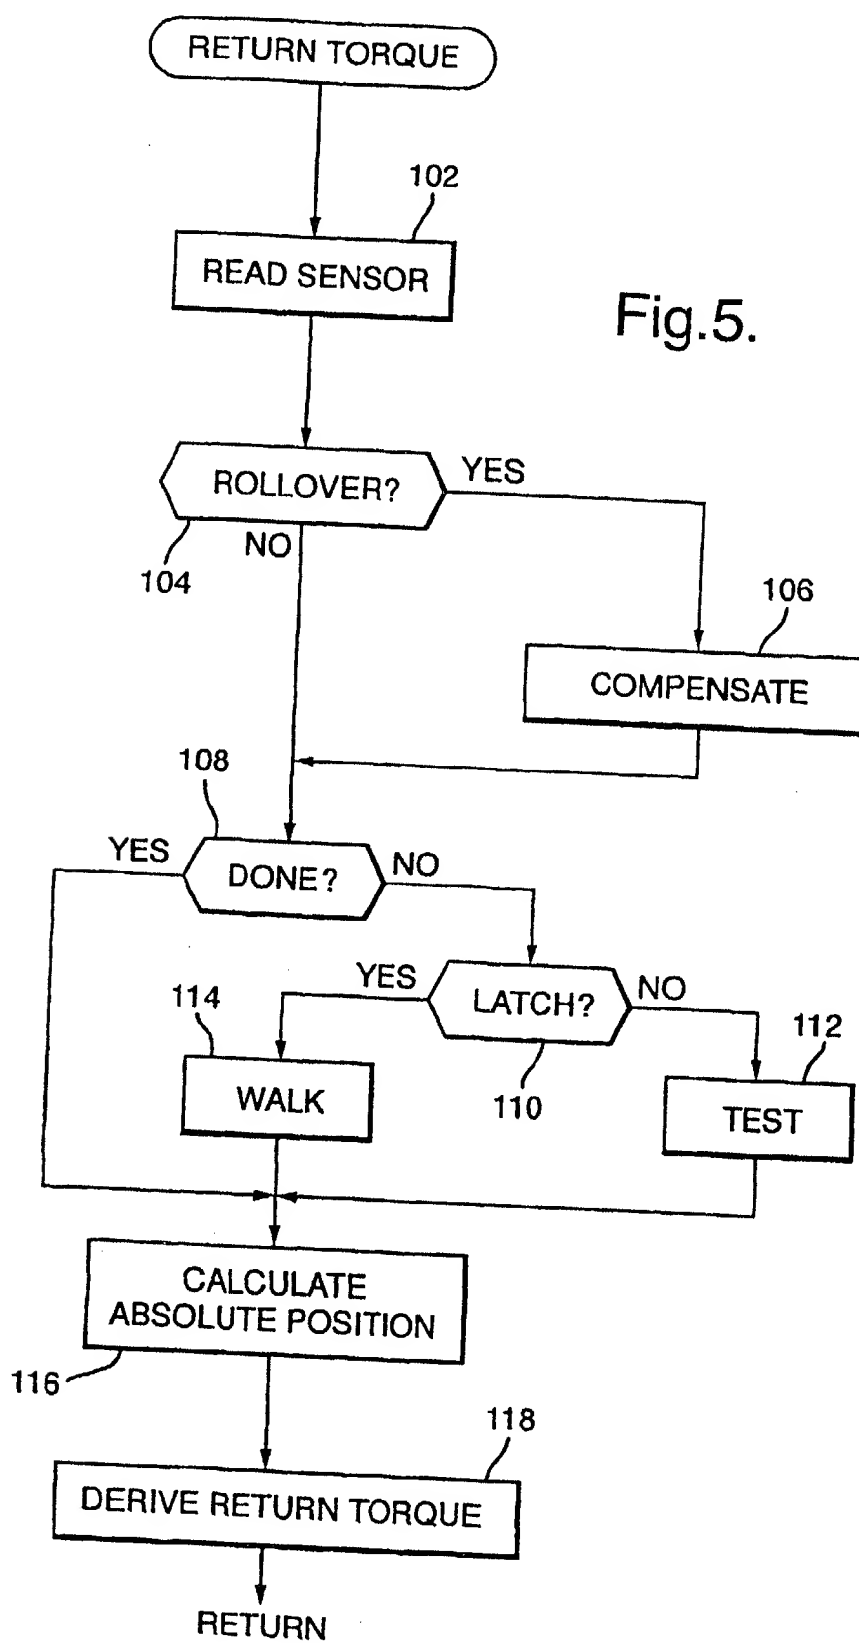 RETURN TORQUE
102
READ SENSOR
Fig.5.
ROLLOVER?
YES
NO
104
106
COMPENSATE
108
YES
DONE?
NO
YES
LATCH?
NO
114
112
110
WALK
TEST
CALCULATE
ABSOLUTE POSITION
116
118
DERIVE RETURN TORQUE
RETURN